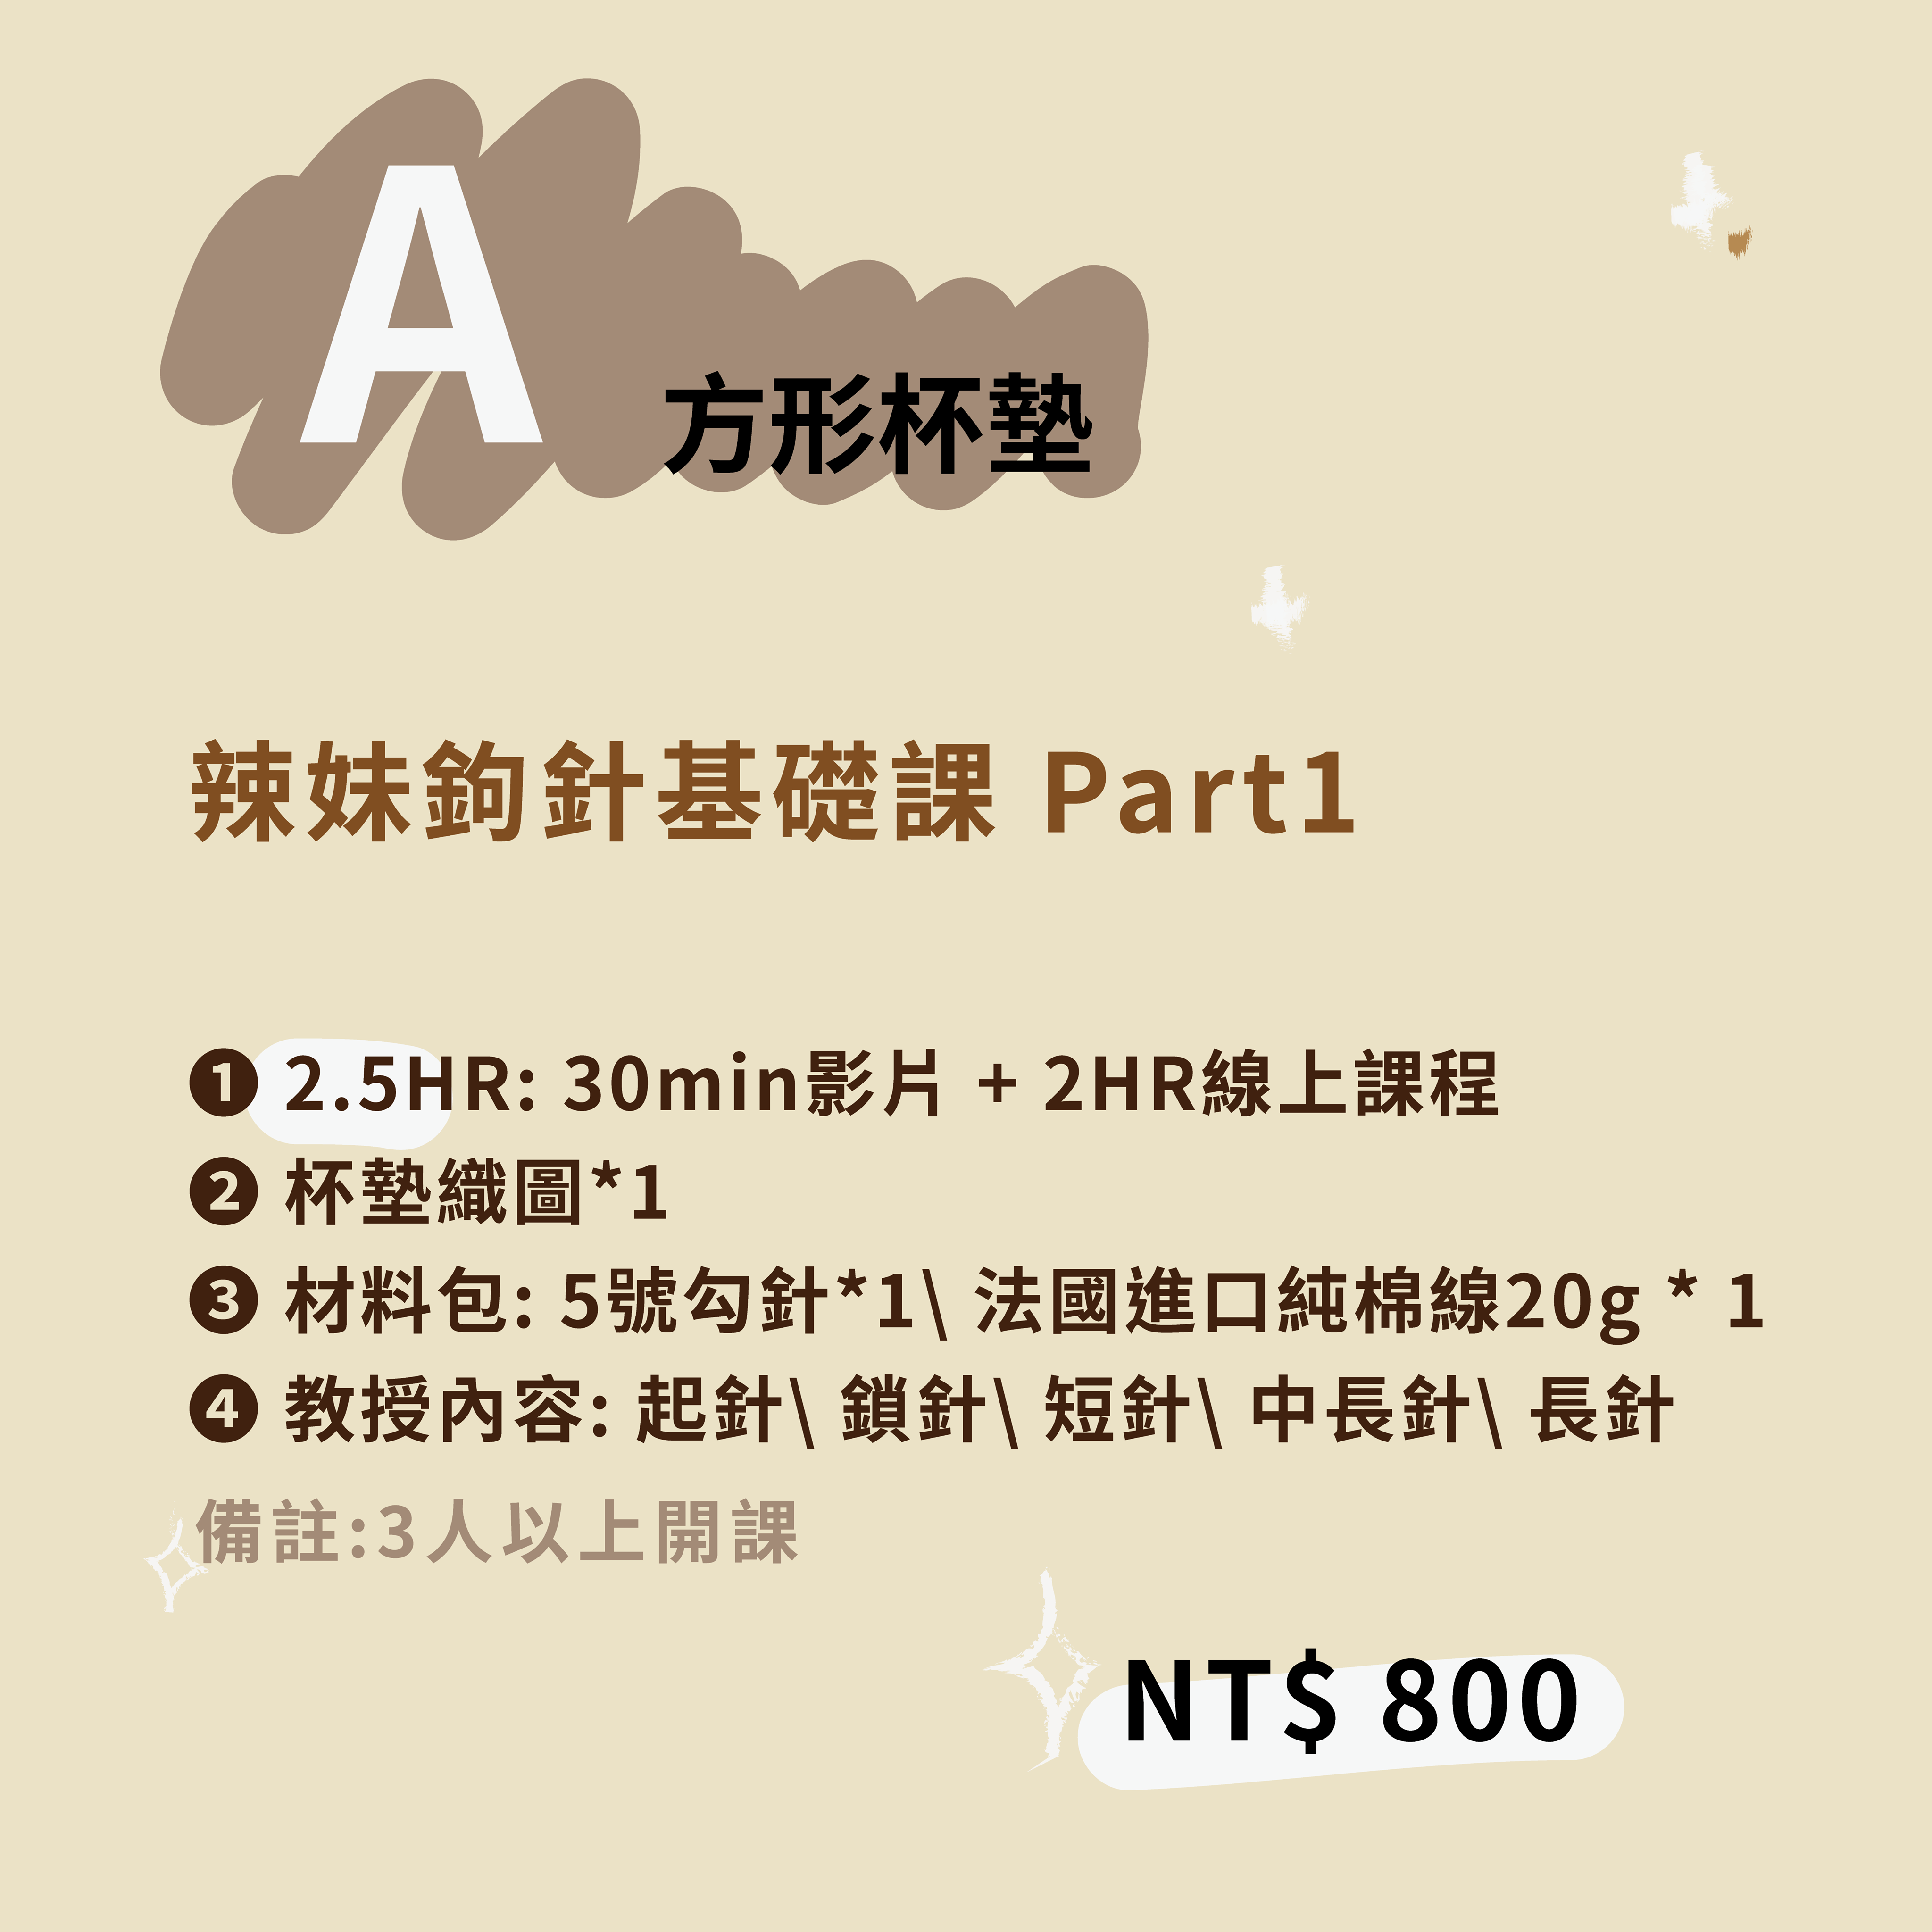 A
方形杯墊
辣妹鉤針基礎課 Part1
❶ 2.5HR: 30min影片 + 2HR線上課程
❷ 杯墊織圖*1
❸ 材料包: 5號勾針* 1\ 法國進口純棉線20g * 1
❹ 教授內容: 起針\ 鎖針\ 短針\ 中長針\ 長針
備註:3人以上開課
NT$ 800